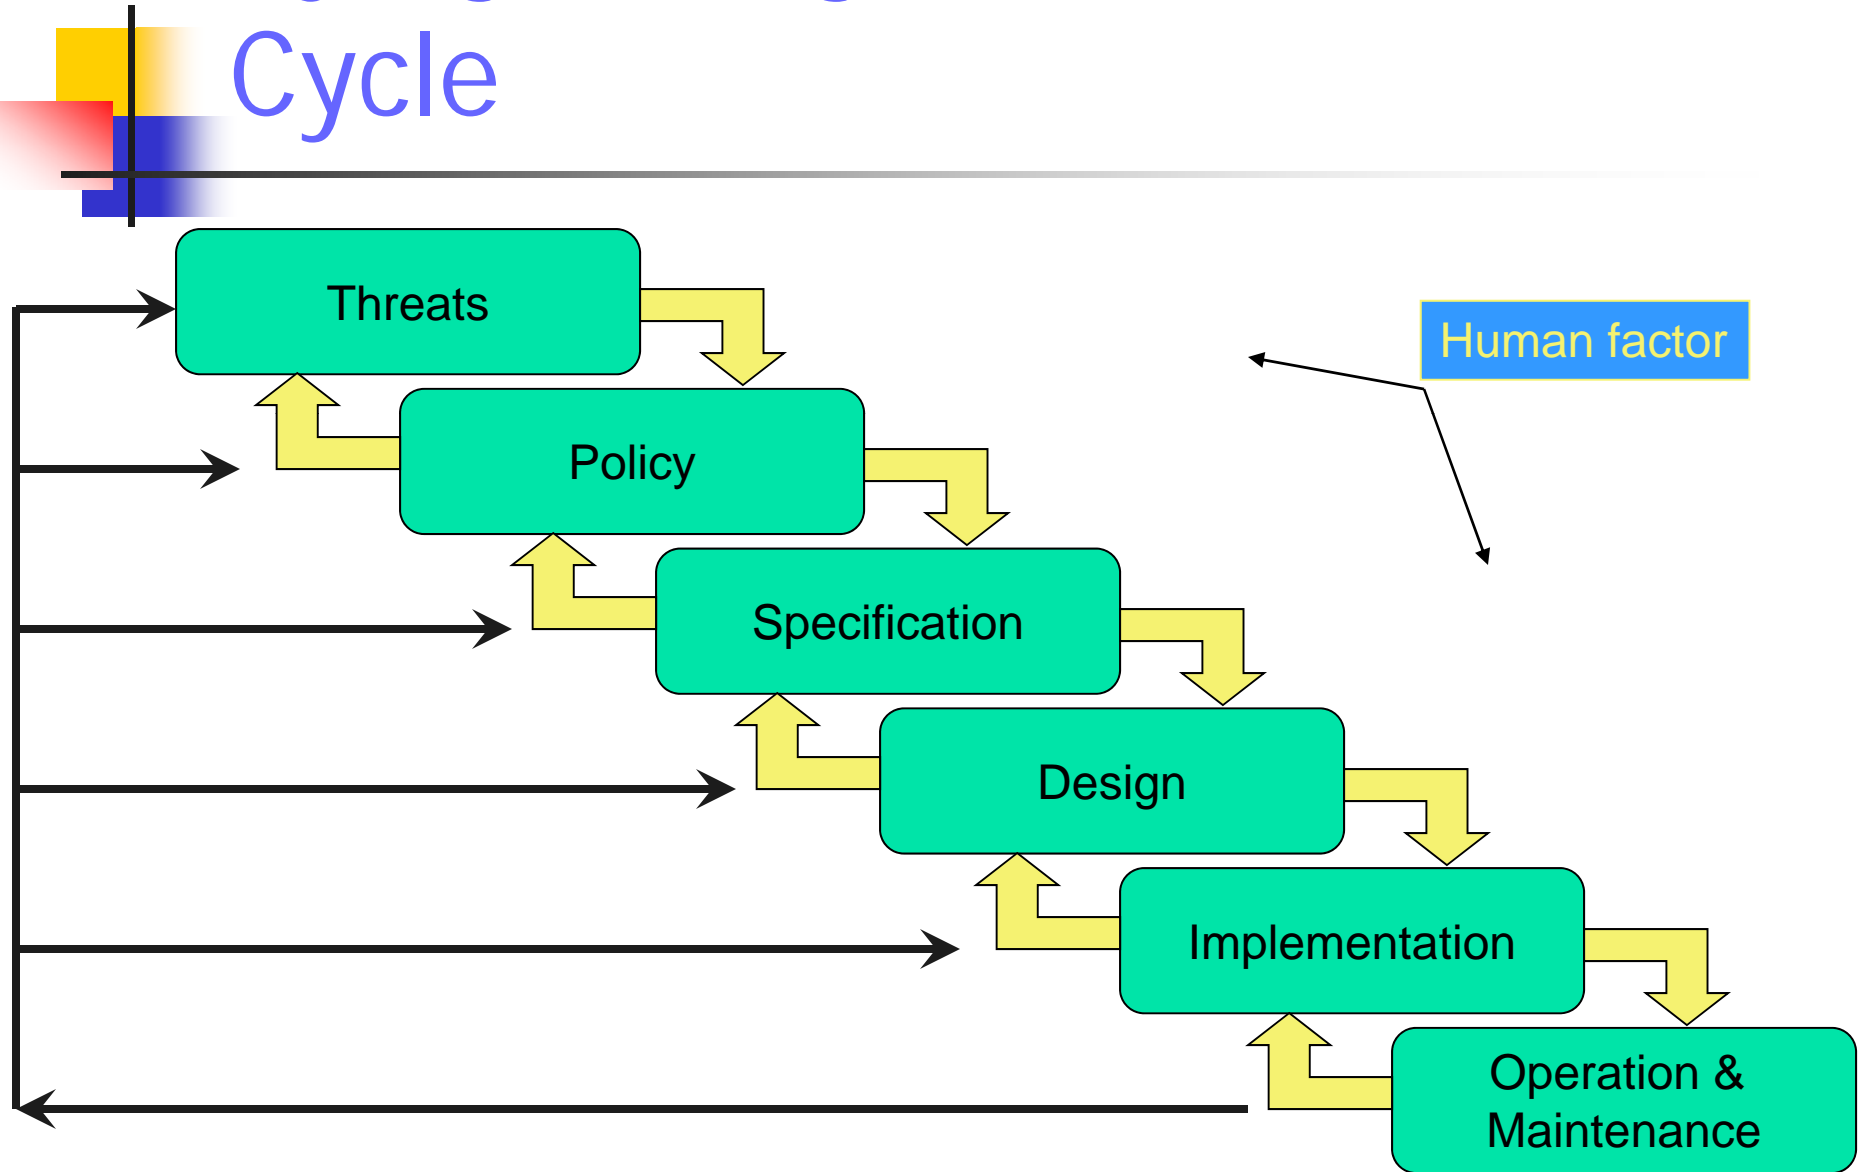 Cycle
Threats
Human factor
Policy
Specification
Design
Implementation
Operation &
Maintenance